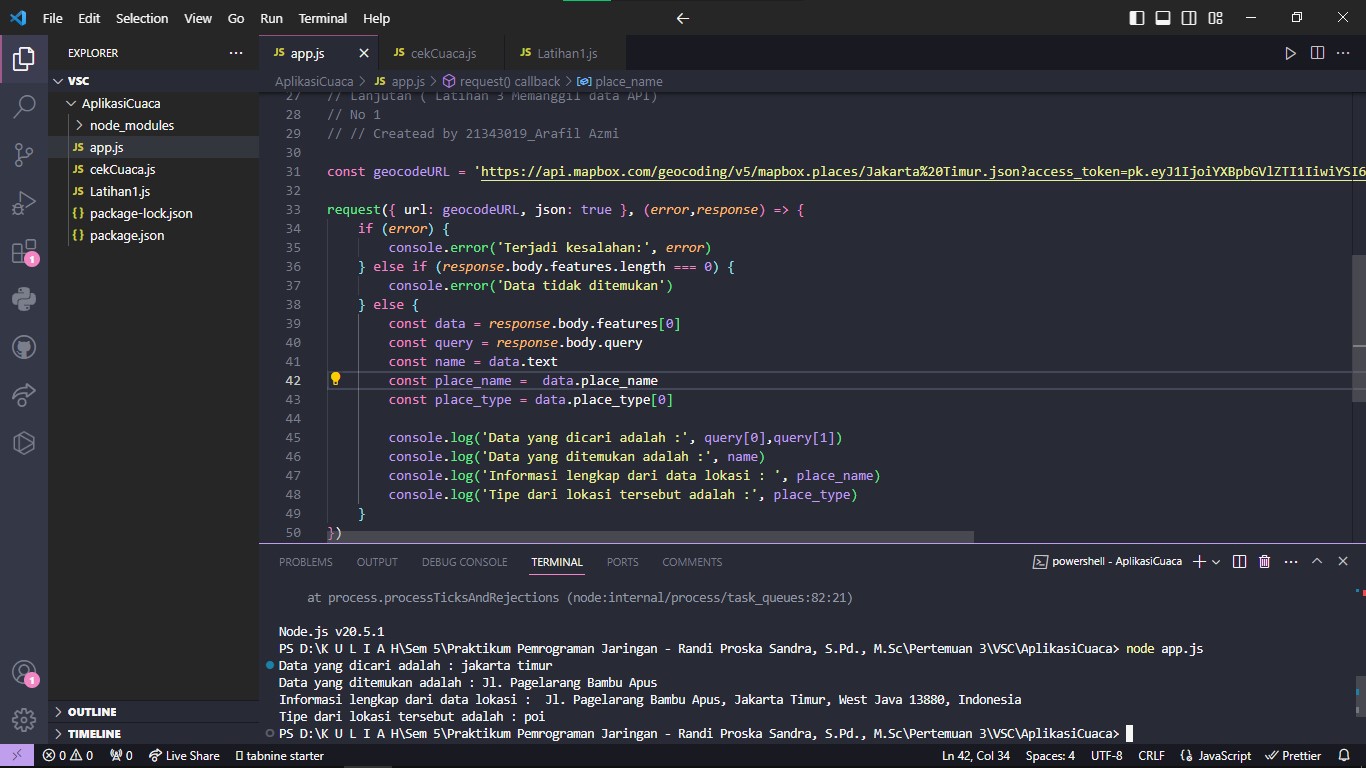 File Edit Selection View Go Run Terminal Help
EXPLORER
VSC
AplikasiCuaca
node_modules
JS app.js
JS cekCuaca.js
JS Latihan1.js
{} package-lock.json
{} package.json
OUTLINE
TIMELINE
JS app.js
JS cekCuaca.js
JS Latihan1.js
AplikasiCuaca > JS app.js > request() callback > place_name
27 // Lanjutan ( Latihan 3 Memanggil data API)
28 // No 1
29 // // Createad by 21343019_Arafil Azmi
30
31 const geocodeURL = 'https://api.mapbox.com/geocoding/v5/mapbox.places/Jakarta%20Timur.json?access_token=pk.eyJ1IjoiYXBpbGVlZTI1IiwiYSI6
32
33 request({ url: geocodeURL, json: true }, (error,response) => {
34 if (error) {
35 console.error('Terjadi kesalahan:', error)
36 } else if (response.body.features.length === 0) {
37 console.error('Data tidak ditemukan')
38 } else {
39 const data = response.body.features[0]
40 const query = response.body.query
41 const name = data.text
42 const place_name =  data.place_name
43 const place_type = data.place_type[0]
44
45 console.log('Data yang dicari adalah :', query[0],query[1])
46 console.log('Data yang ditemukan adalah :', name)
47 console.log('Informasi lengkap dari data lokasi : ', place_name)
48 console.log('Tipe dari lokasi tersebut adalah :', place_type)
49 }
50 })
PROBLEMS OUTPUT DEBUG CONSOLE TERMINAL PORTS COMMENTS
powershell - AplikasiCuaca
at process.processTicksAndRejections (node:internal/process/task_queues:82:21)
Node.js v20.5.1
PS D:\K U L I A H\Sem 5\Praktikum Pemrograman Jaringan - Randi Proska Sandra, S.Pd., M.Sc\Pertemuan 3\VSC\AplikasiCuaca> node app.js
Data yang dicari adalah : jakarta timur
Data yang ditemukan adalah : Jl. Pagelarang Bambu Apus
Informasi lengkap dari data lokasi :  Jl. Pagelarang Bambu Apus, Jakarta Timur, West Java 13880, Indonesia
Tipe dari lokasi tersebut adalah : poi
PS D:\K U L I A H\Sem 5\Praktikum Pemrograman Jaringan - Randi Proska Sandra, S.Pd., M.Sc\Pertemuan 3\VSC\AplikasiCuaca>
1
1
0 0 0 Live Share tabnine starter
Ln 42, Col 34 Spaces: 4 UTF-8 CRLF {} JavaScript Prettier